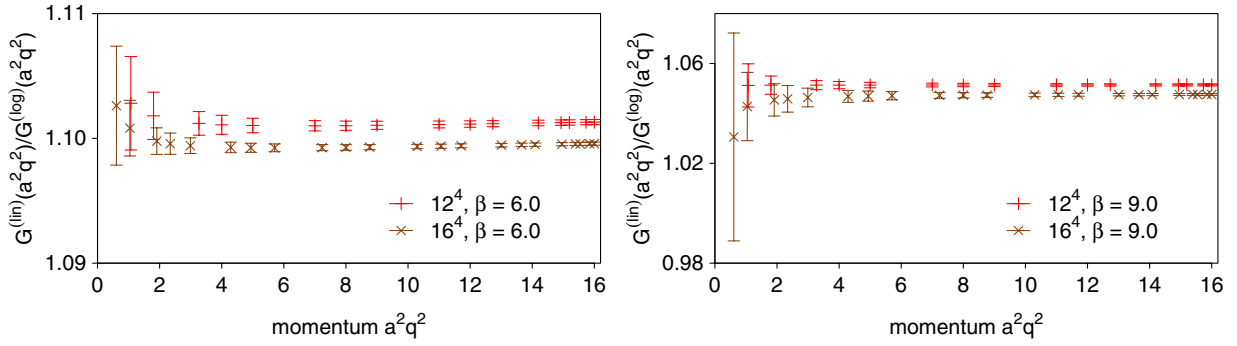 1.11
1.10
1.09
G^(lin)(a²q²)/G^(log)(a²q²)
12⁴, β = 6.0
16⁴, β = 6.0
0 2 4 6 8 10 12 14 16
momentum a²q²
1.06
1.02
0.98
G^(lin)(a²q²)/G^(log)(a²q²)
12⁴, β = 9.0
16⁴, β = 9.0
0 2 4 6 8 10 12 14 16
momentum a²q²